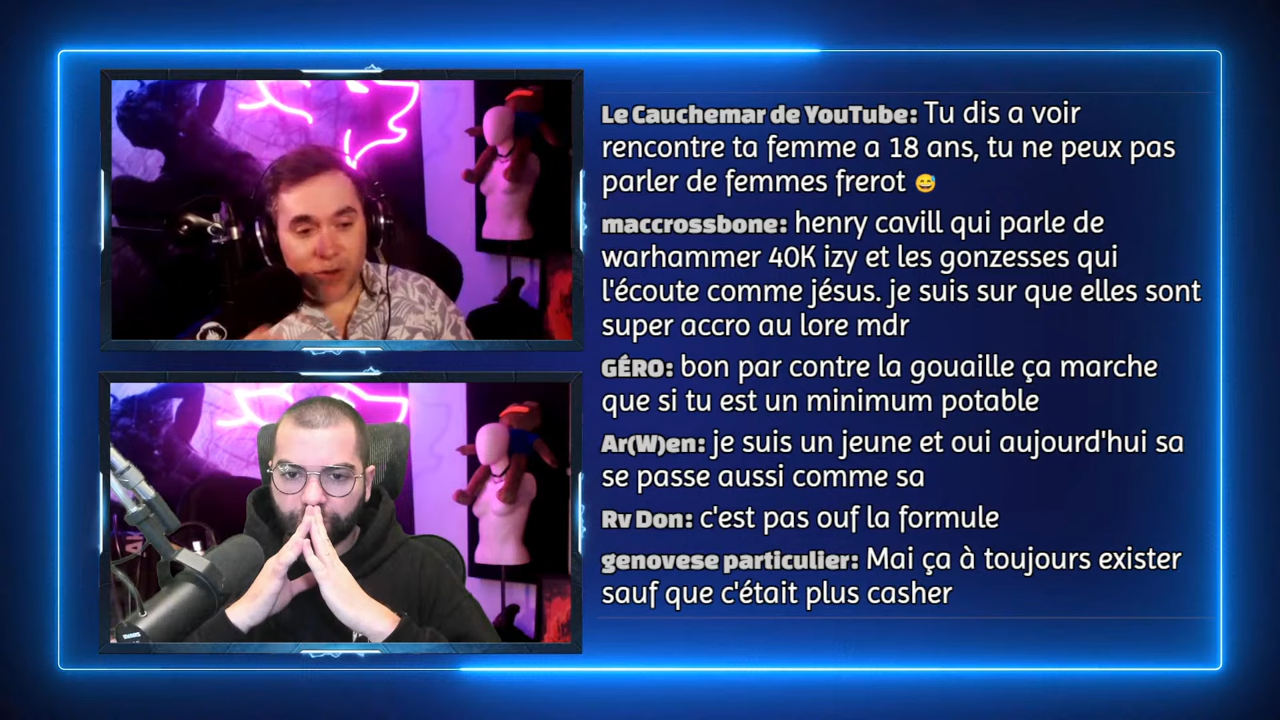 Le Cauchemar de YouTube: Tu dis a voir
rencontre ta femme a 18 ans, tu ne peux pas
parler de femmes frerot 😅
maccrossbone: henry cavill qui parle de
warhammer 40K izy et les gonzesses qui
l'écoute comme jésus. je suis sur que elles sont
super accro au lore mdr
GÉRO: bon par contre la gouaille ça marche
que si tu est un minimum potable
Ar(W)en: je suis un jeune et oui aujourd'hui sa
se passe aussi comme sa
Rv Don: c'est pas ouf la formule
genovese particulier: Mai ça à toujours exister
sauf que c'était plus casher